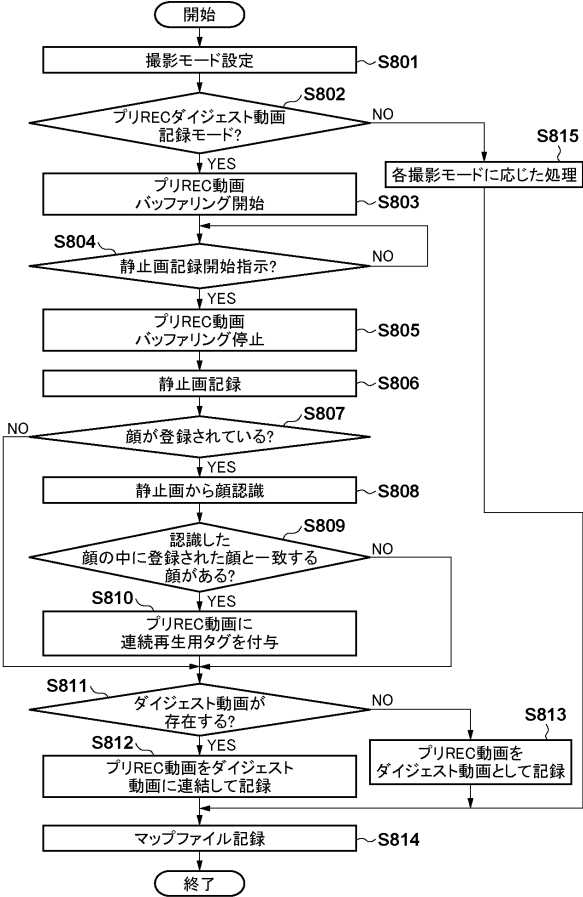 開始
撮影モード設定
S801
S802
プリRECダイジェスト動画
記録モード?
NO
YES
S815
各撮影モードに応じた処理
プリREC動画
バッファリング開始
S803
S804
静止画記録開始指示?
NO
YES
プリREC動画
バッファリング停止
S805
静止画記録
S806
S807
顔が登録されている?
NO
YES
静止画から顔認識
S808
S809
認識した
顔の中に登録された顔と一致する
顔がある?
NO
YES
S810
プリREC動画に
連続再生用タグを付与
S811
ダイジェスト動画が
存在する?
NO
YES
S812
プリREC動画をダイジェスト
動画に連結して記録
S813
プリREC動画を
ダイジェスト動画として記録
マップファイル記録
S814
終了